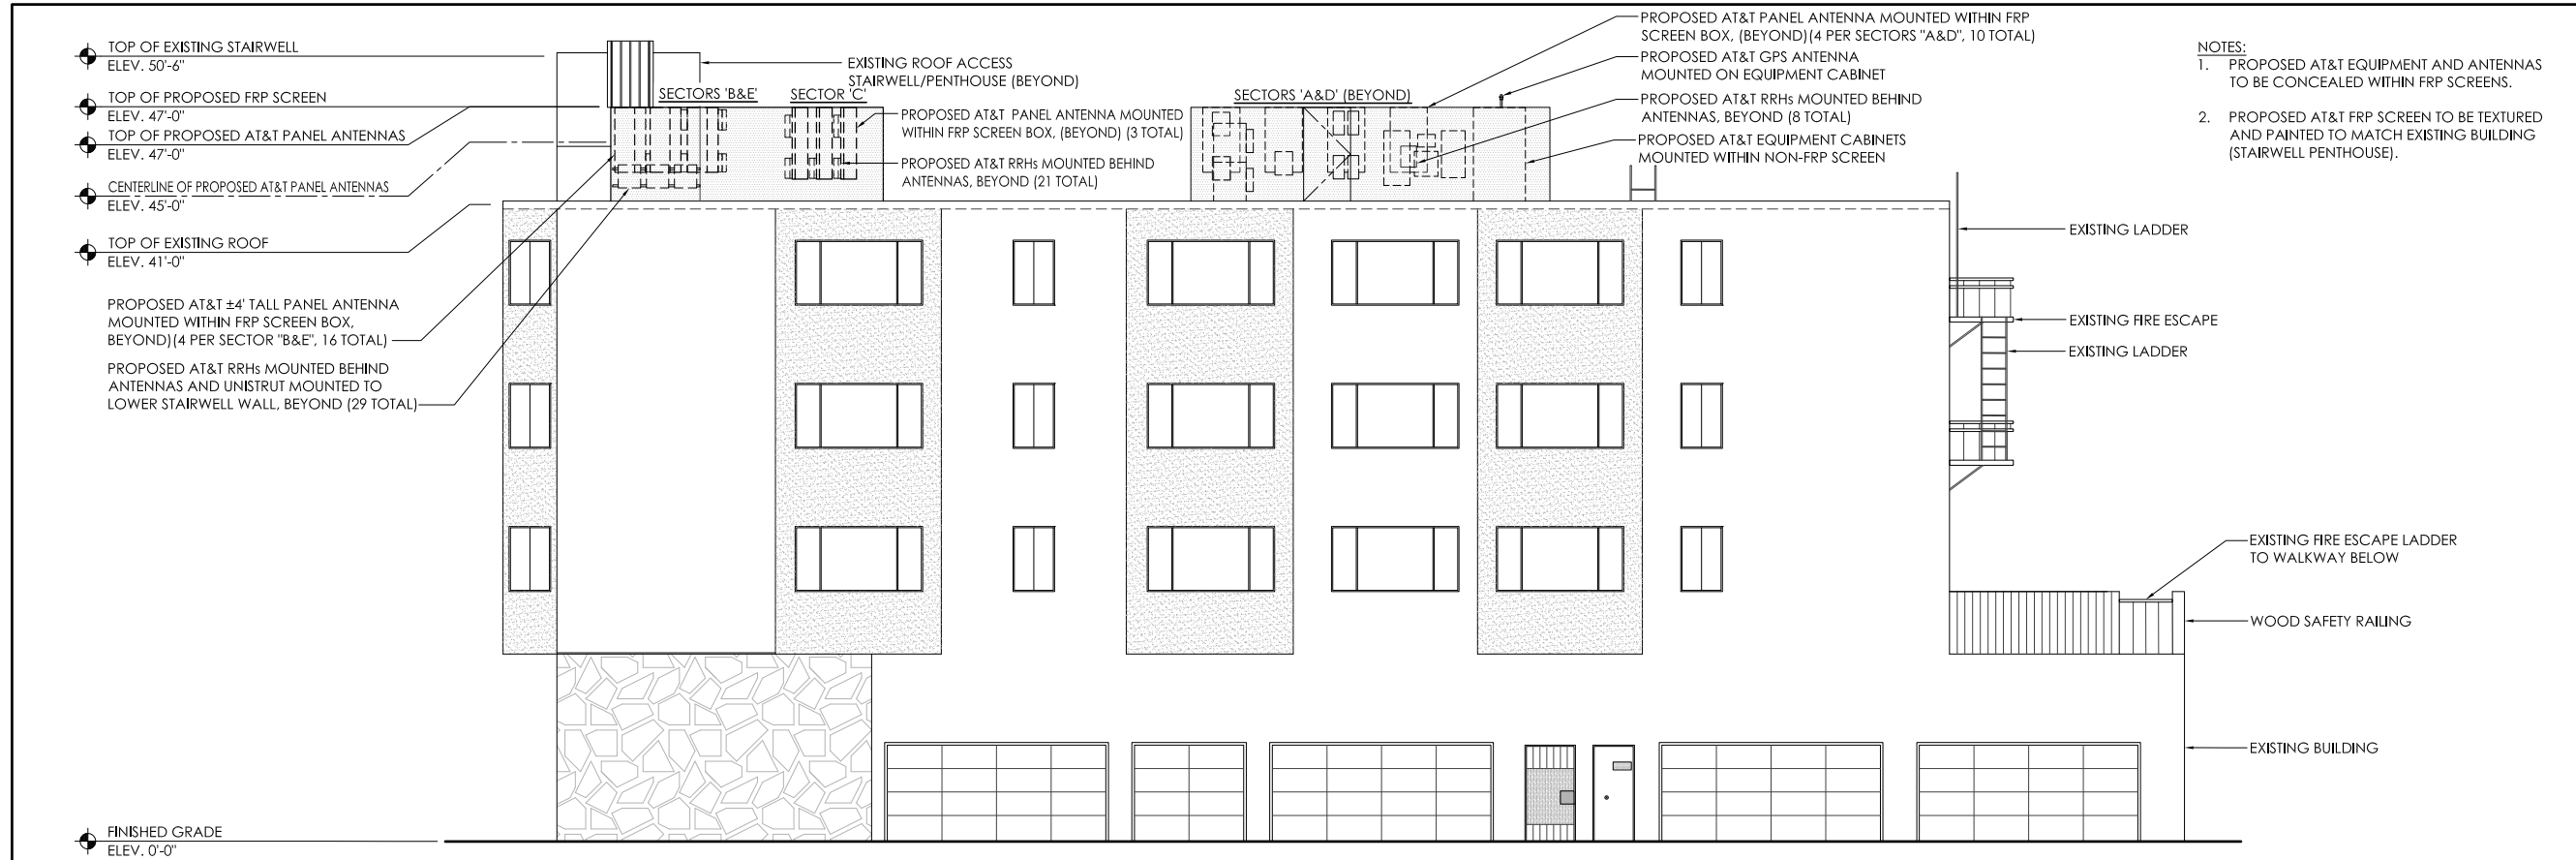 TOP OF EXISTING STAIRWELL
ELEV. 50'-6"
TOP OF PROPOSED FRP SCREEN
ELEV. 47'-0"
TOP OF PROPOSED AT&T PANEL ANTENNAS
ELEV. 47'-0"
CENTERLINE OF PROPOSED AT&T PANEL ANTENNAS
ELEV. 45'-0"
TOP OF EXISTING ROOF
ELEV. 41'-0"
PROPOSED AT&T ±4' TALL PANEL ANTENNA
MOUNTED WITHIN FRP SCREEN BOX,
BEYOND)(4 PER SECTOR "B&E", 16 TOTAL)
PROPOSED AT&T RRHs MOUNTED BEHIND
ANTENNAS AND UNISTRUT MOUNTED TO
LOWER STAIRWELL WALL, BEYOND (29 TOTAL)
FINISHED GRADE
ELEV. 0'-0"
EXISTING ROOF ACCESS
STAIRWELL/PENTHOUSE (BEYOND)
SECTORS 'B&E'
SECTOR 'C'
PROPOSED AT&T PANEL ANTENNA MOUNTED
WITHIN FRP SCREEN BOX, (BEYOND) (3 TOTAL)
PROPOSED AT&T RRHs MOUNTED BEHIND
ANTENNAS, BEYOND (21 TOTAL)
SECTORS 'A&D' (BEYOND)
PROPOSED AT&T PANEL ANTENNA MOUNTED WITHIN FRP
SCREEN BOX, (BEYOND)(4 PER SECTORS "A&D", 10 TOTAL)
PROPOSED AT&T GPS ANTENNA
MOUNTED ON EQUIPMENT CABINET
PROPOSED AT&T RRHs MOUNTED BEHIND
ANTENNAS, BEYOND (8 TOTAL)
PROPOSED AT&T EQUIPMENT CABINETS
MOUNTED WITHIN NON-FRP SCREEN
NOTES:
1. PROPOSED AT&T EQUIPMENT AND ANTENNAS
TO BE CONCEALED WITHIN FRP SCREENS.
2. PROPOSED AT&T FRP SCREEN TO BE TEXTURED
AND PAINTED TO MATCH EXISTING BUILDING
(STAIRWELL PENTHOUSE).
EXISTING LADDER
EXISTING FIRE ESCAPE
EXISTING LADDER
EXISTING FIRE ESCAPE LADDER
TO WALKWAY BELOW
WOOD SAFETY RAILING
EXISTING BUILDING